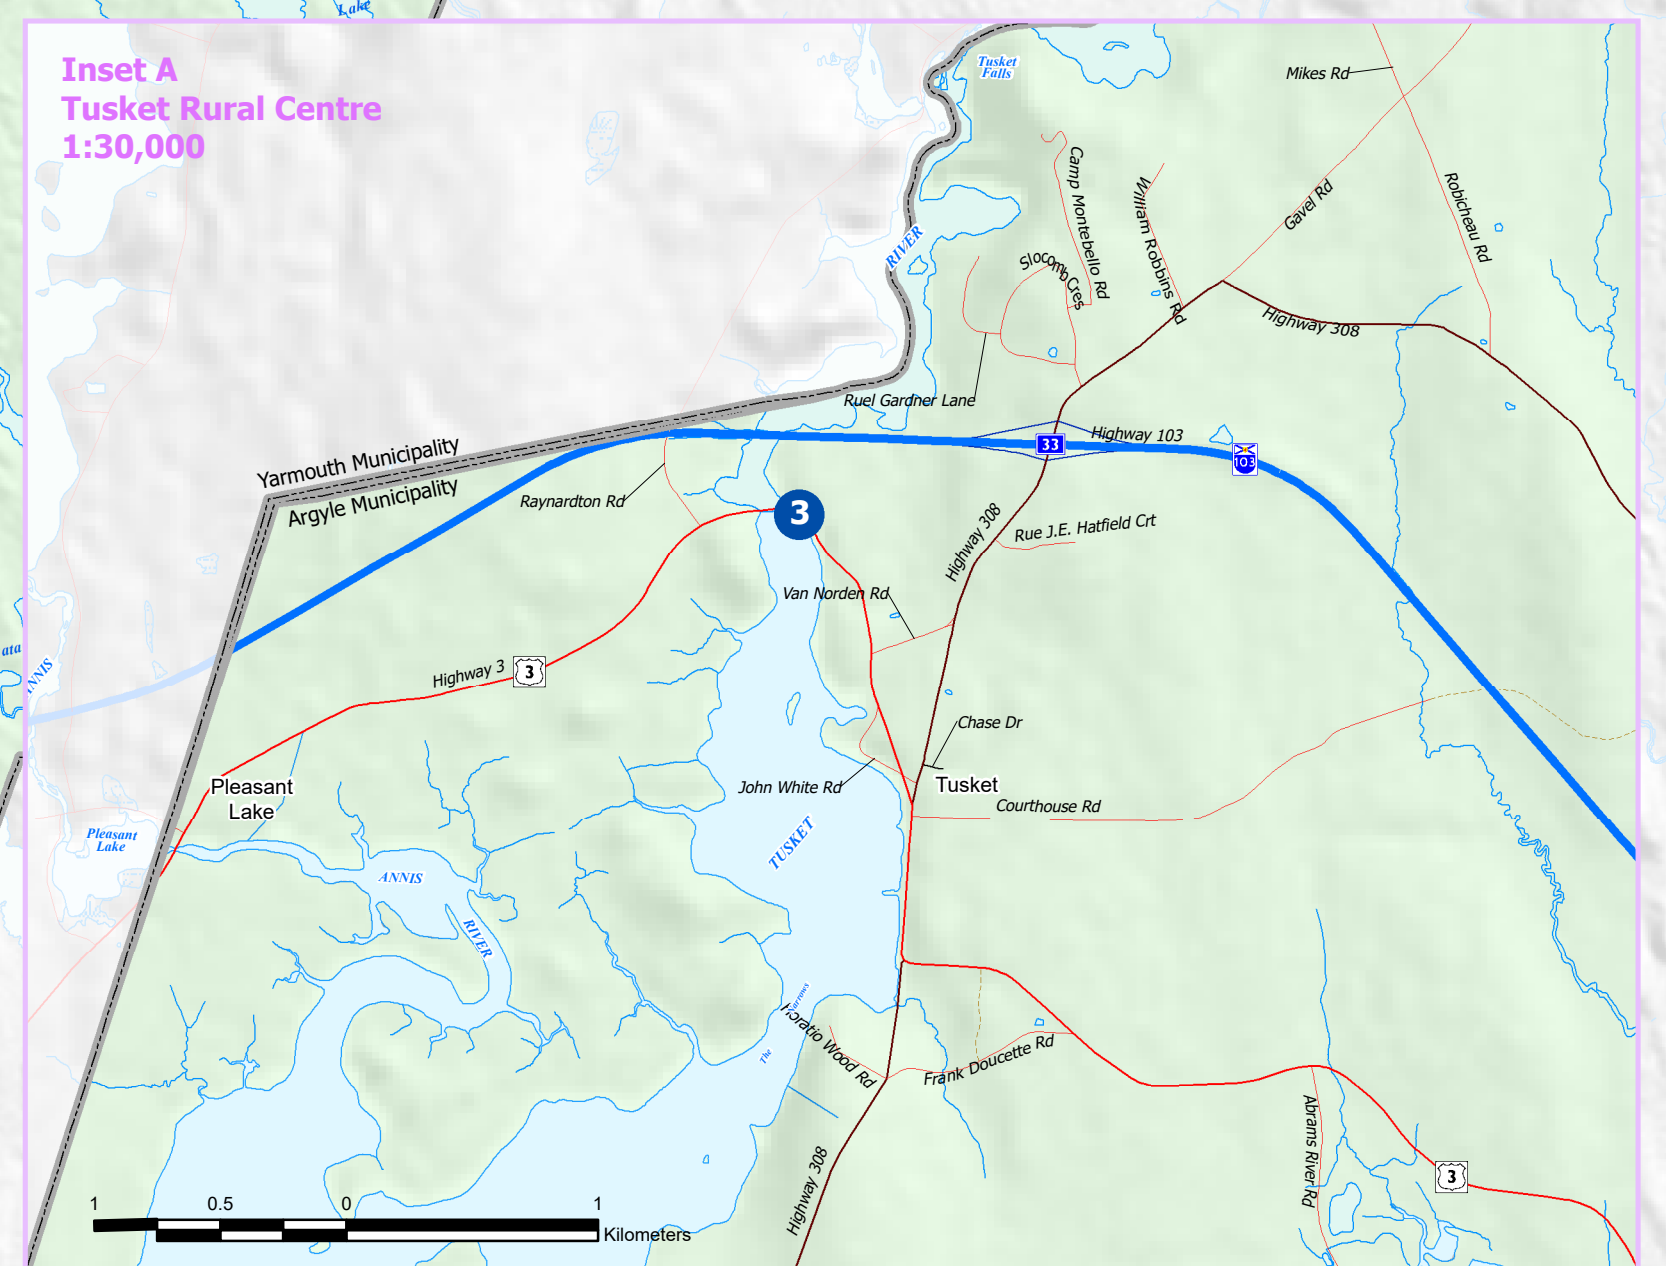 Lake
Inset A
Tusket Rural Centre
1:30,000
Tusket
Falls
Mikes Rd
Camp Montebello Rd
William Robbins Rd
Gavel Rd
Robicheau Rd
RIVER
Slocomb Cres
Highway 308
Ruel Gardner Lane
33
Highway 103
103
Yarmouth Municipality
Argyle Municipality
Raynardton Rd
3
Highway 308
Rue J.E. Hatfield Crt
Van Norden Rd
ANNIS
Highway 3
3
Chase Dr
Pleasant
Lake
John White Rd
Tusket
Courthouse Rd
Pleasant
Lake
TUSKET
ANNIS
RIVER
The Narrows
Horatio Wood Rd
Frank Doucette Rd
Abrams River Rd
Highway 308
3
1
0.5
0
1
Kilometers